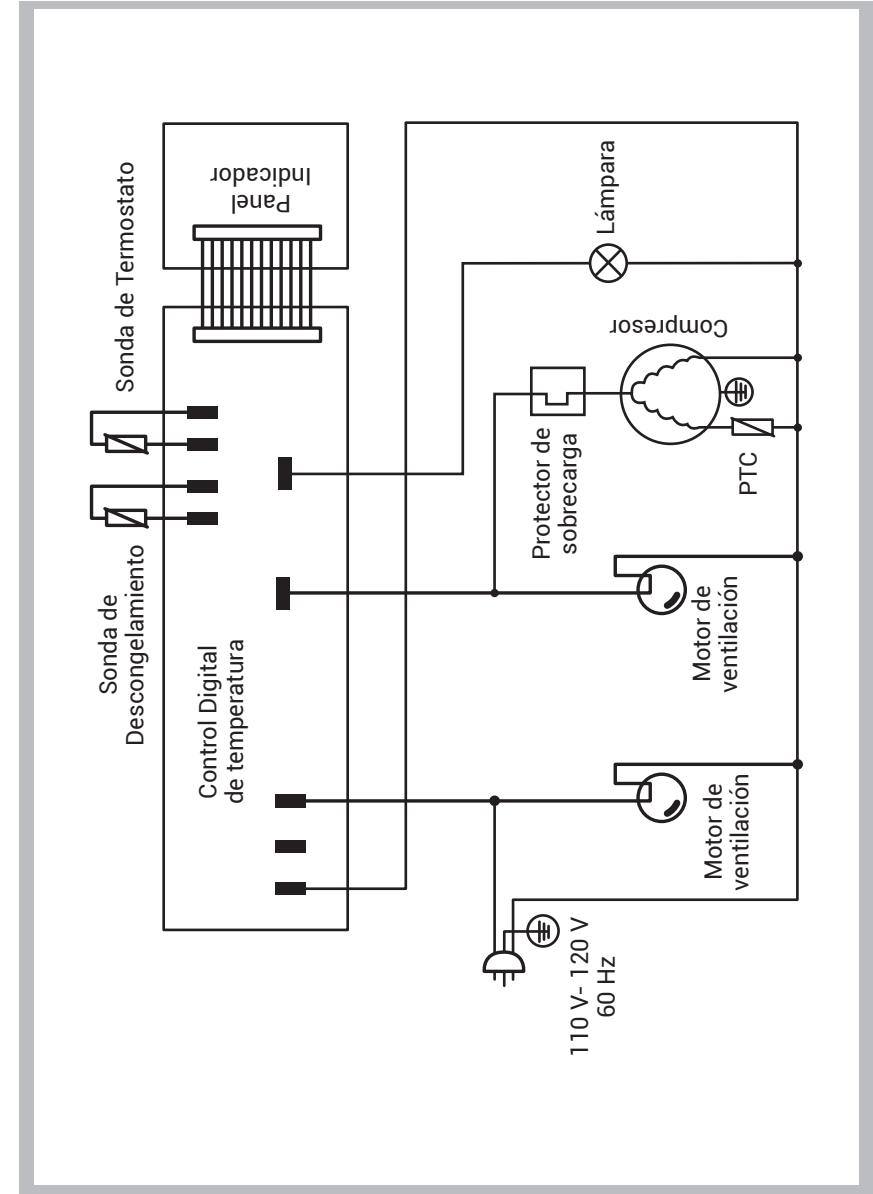 Sonda de Termostato
Panel
Indicador
Lámpara
Compresor
Protector de
sobrecarga
PTC
Sonda de
Descongelamiento
Control Digital
de temperatura
Motor de
ventilación
Motor de
ventilación
110 V- 120 V
60 Hz